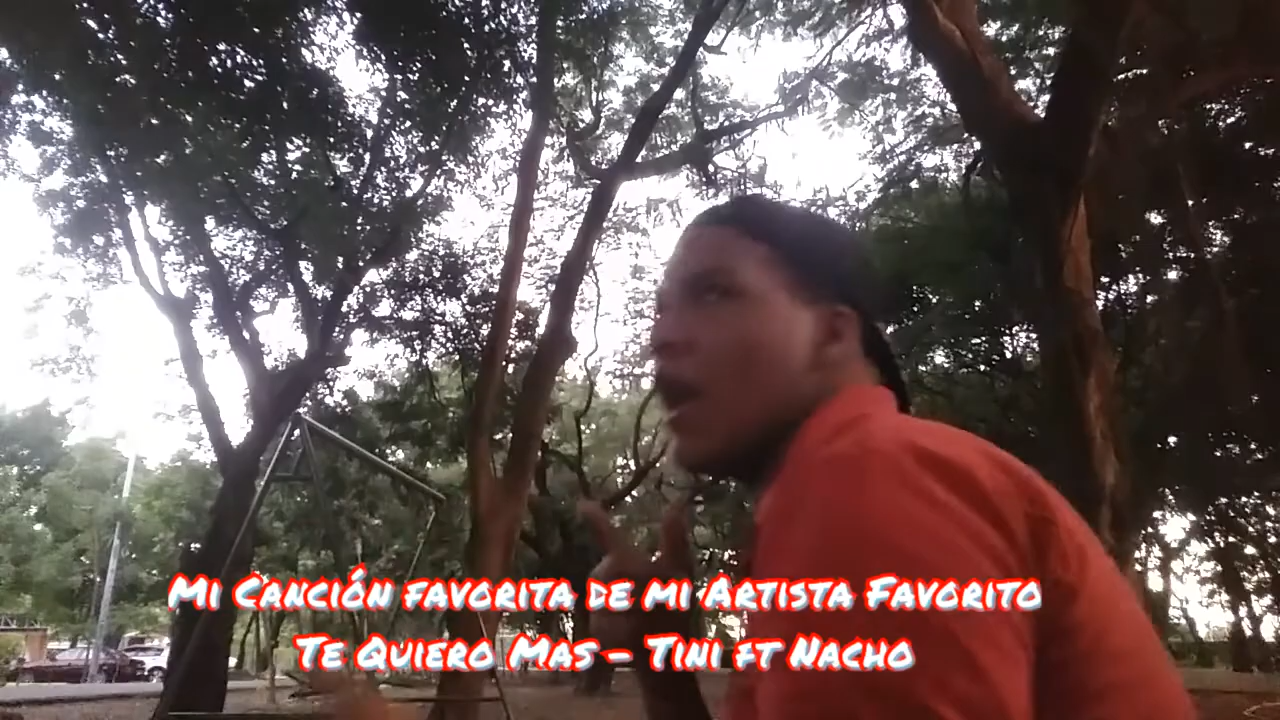 Mi Canción favorita de mi Artista Favorito
Te Quiero Mas - Tini ft Nacho